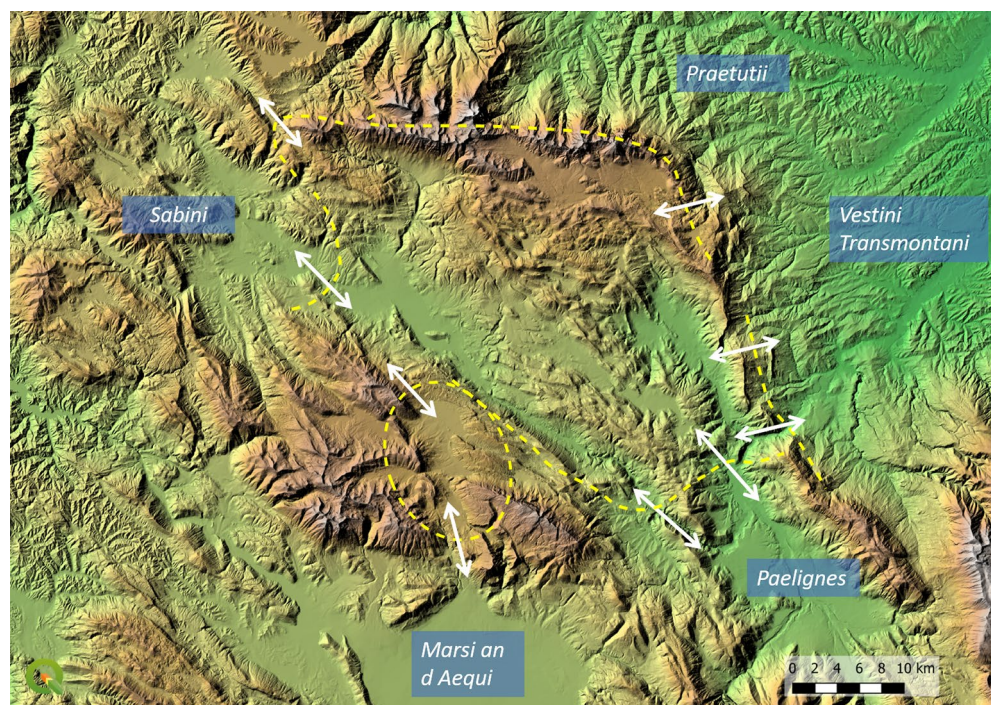 Praetutii
Sabini
Vestini
Transmontani
Paelignes
Marsi an
d Aequi
0 2 4 6 8 10 km